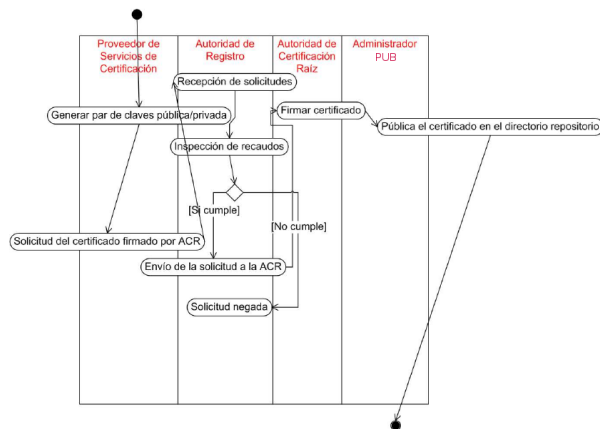 Proveedor de
Servicios de
Certificación
Autoridad de
Registro
Autoridad de
Certificación
Raíz
Administrador
PUB
Recepción de solicitudes
Generar par de claves pública/privada
Firmar certificado
Pública el certificado en el directorio repositorio
Inspección de recaudos
[Si cumple]
[No cumple]
Solicitud del certificado firmado por ACR
Envío de la solicitud a la ACR
Solicitud negada